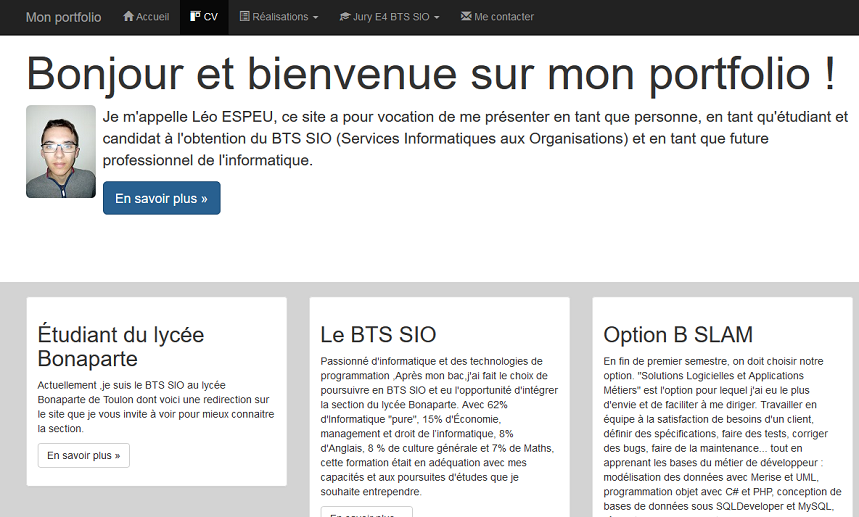 Mon portfolio Accueil CV Réalisations Jury E4 BTS SIO Me contacter
Bonjour et bienvenue sur mon portfolio !
Je m'appelle Léo ESPEU, ce site a pour vocation de me présenter en tant que personne, en tant qu'étudiant et
candidat à l'obtention du BTS SIO (Services Informatiques aux Organisations) et en tant que future
professionnel de l'informatique.
En savoir plus »
Étudiant du lycée
Bonaparte
Actuellement ,je suis le BTS SIO au lycée
Bonaparte de Toulon dont voici une redirection sur
le site que je vous invite à voir pour mieux connaitre
la section.
En savoir plus »
Le BTS SIO
Passionné d'informatique et des technologies de
programmation ,Après mon bac,j'ai fait le choix de
poursuivre en BTS SIO et eu l'opportunité d'intégrer
la section du lycée Bonaparte. Avec 62%
d'Informatique "pure", 15% d'Économie,
management et droit de l'informatique, 8%
d'Anglais, 8 % de culture générale et 7% de Maths,
cette formation était en adéquation avec mes
capacités et aux poursuites d'études que je
souhaite entreprendre.
En savoir plus »
Option B SLAM
En fin de premier semestre, on doit choisir notre
option. "Solutions Logicielles et Applications
Métiers" est l'option pour lequel j'ai eu le plus
d'envie et de faciliter à me diriger. Travailler en
équipe à la satisfaction de besoins d'un client,
définir des spécifications, faire des tests, corriger
des bugs, faire de la maintenance... tout en
apprenant les bases du métier de développeur :
modélisation des données avec Merise et UML,
programmation objet avec C# et PHP, conception de
bases de données sous SQLDeveloper et MySQL,